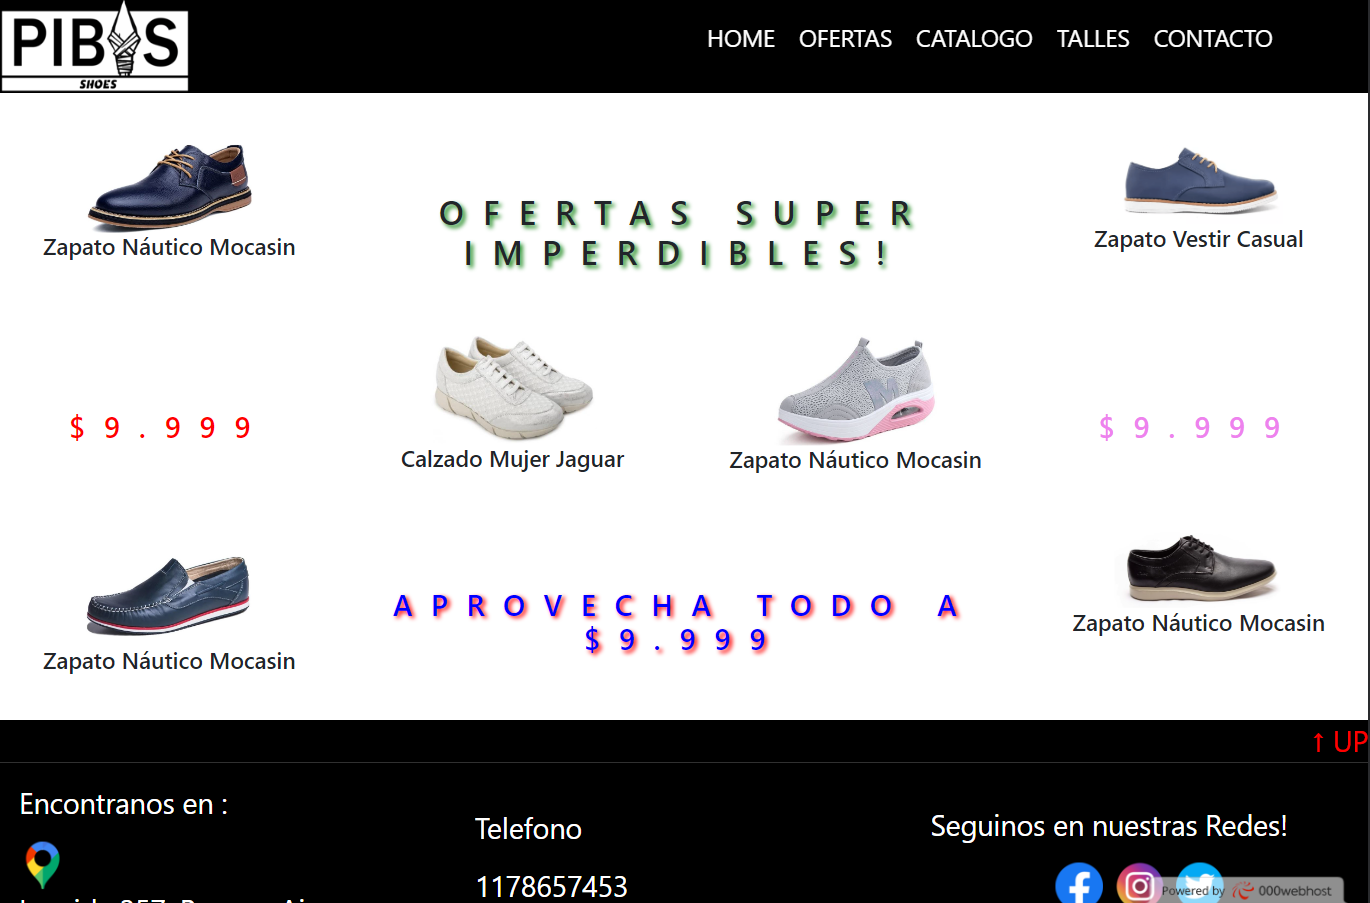 PIBXS
SHOES
HOME OFERTAS CATALOGO TALLES CONTACTO
Zapato Náutico Mocasin
OFERTAS SUPER
IMPERDIBLES!
Zapato Vestir Casual
$9.999
Calzado Mujer Jaguar
Zapato Náutico Mocasin
$9.999
Zapato Náutico Mocasin
APROVECHA TODO A
$9.999
Zapato Náutico Mocasin
↑ UP
Encontranos en :
Telefono
1178657453
Seguinos en nuestras Redes!
Powered by 000webhost